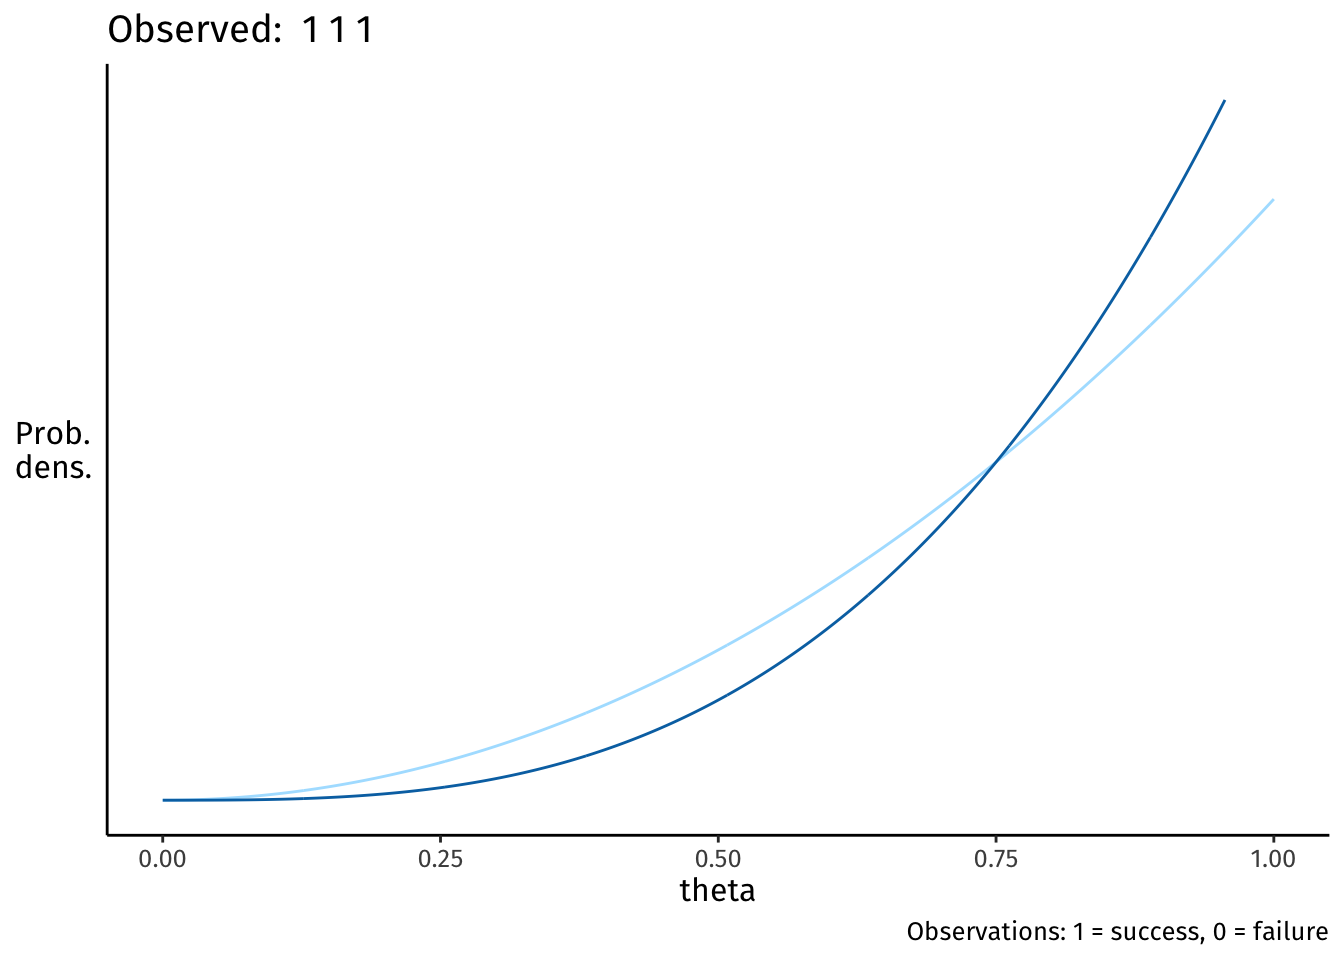 Observed: 1 1 1
Prob.
dens.
0.00 0.25 0.50 0.75 1.00
theta
Observations: 1 = success, 0 = failure